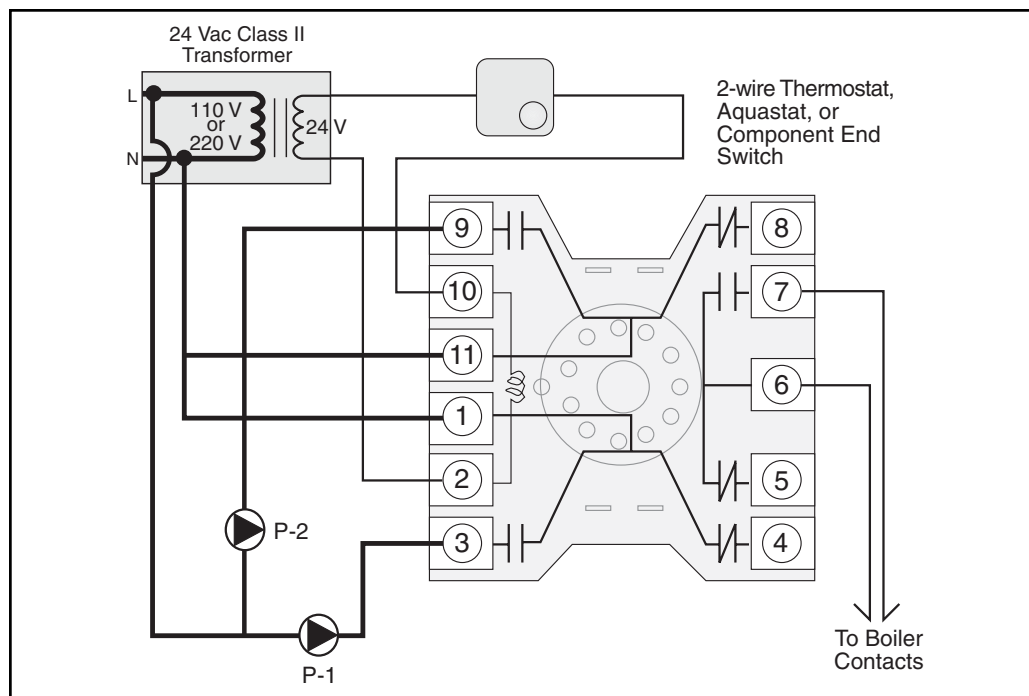 24 Vac Class II
Transformer
L
110 V
or
220 V
24 V
N
2-wire Thermostat,
Aquastat, or
Component End
Switch
9
8
10
7
11
6
1
2
5
3
4
P-2
P-1
To Boiler
Contacts